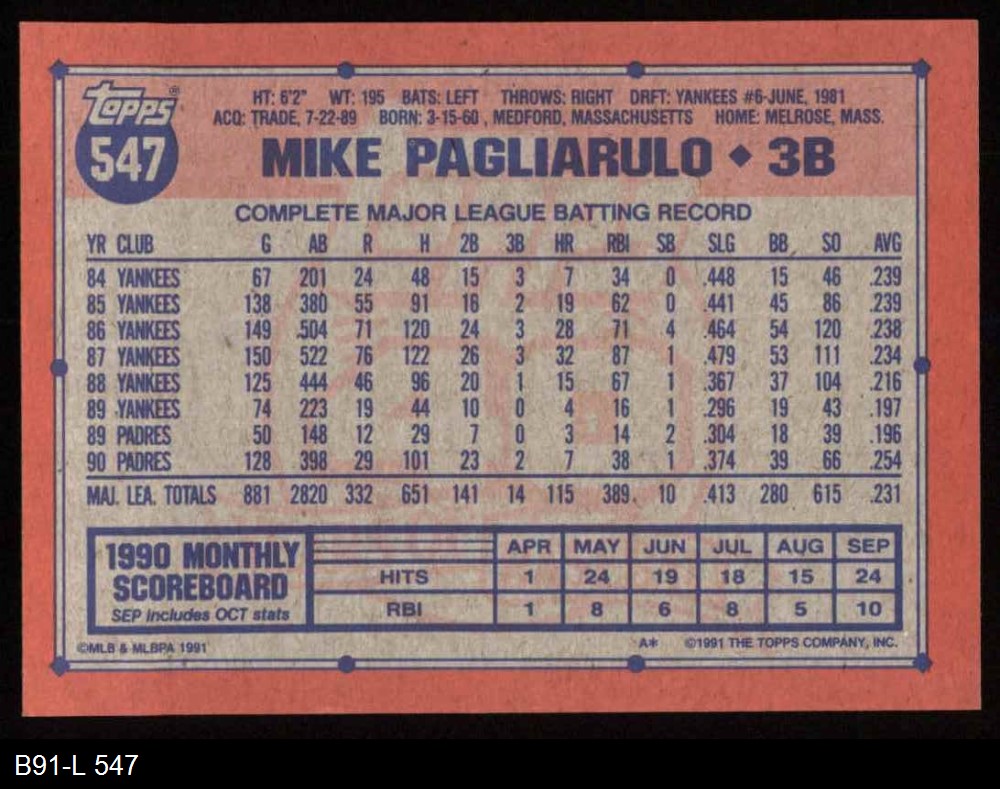 Topps®
547
HT: 6'2" WT: 195 BATS: LEFT THROWS: RIGHT DRFT: YANKEES #6-JUNE, 1981
ACQ: TRADE, 7-22-89 BORN: 3-15-60, MEDFORD, MASSACHUSETTS HOME: MELROSE, MASS.
MIKE PAGLIARULO ◆ 3B
COMPLETE MAJOR LEAGUE BATTING RECORD
YR CLUB G AB R H 2B 3B HR RBI SB SLG BB SO AVG
84 YANKEES 67 201 24 48 15 3 7 34 0 .448 15 46 .239
85 YANKEES 138 380 55 91 16 2 19 62 0 .441 45 86 .239
86 YANKEES 149 504 71 120 24 3 28 71 4 .464 54 120 .238
87 YANKEES 150 522 76 122 26 3 32 87 1 .479 53 111 .234
88 YANKEES 125 444 46 96 20 1 15 67 1 .367 37 104 .216
89 YANKEES 74 223 19 44 10 0 4 16 1 .296 19 43 .197
89 PADRES 50 148 12 29 7 0 3 14 2 .304 18 39 .196
90 PADRES 128 398 29 101 23 2 7 38 1 .374 39 66 .254
MAJ. LEA. TOTALS 881 2820 332 651 141 14 115 389 10 .413 280 615 .231
1990 MONTHLY SCOREBOARD
SEP includes OCT stats
APR MAY JUN JUL AUG SEP
HITS 1 24 19 18 15 24
RBI 1 8 6 8 5 10
©MLB & MLBPA 1991 A* ©1991 THE TOPPS COMPANY, INC.
B91-L 547